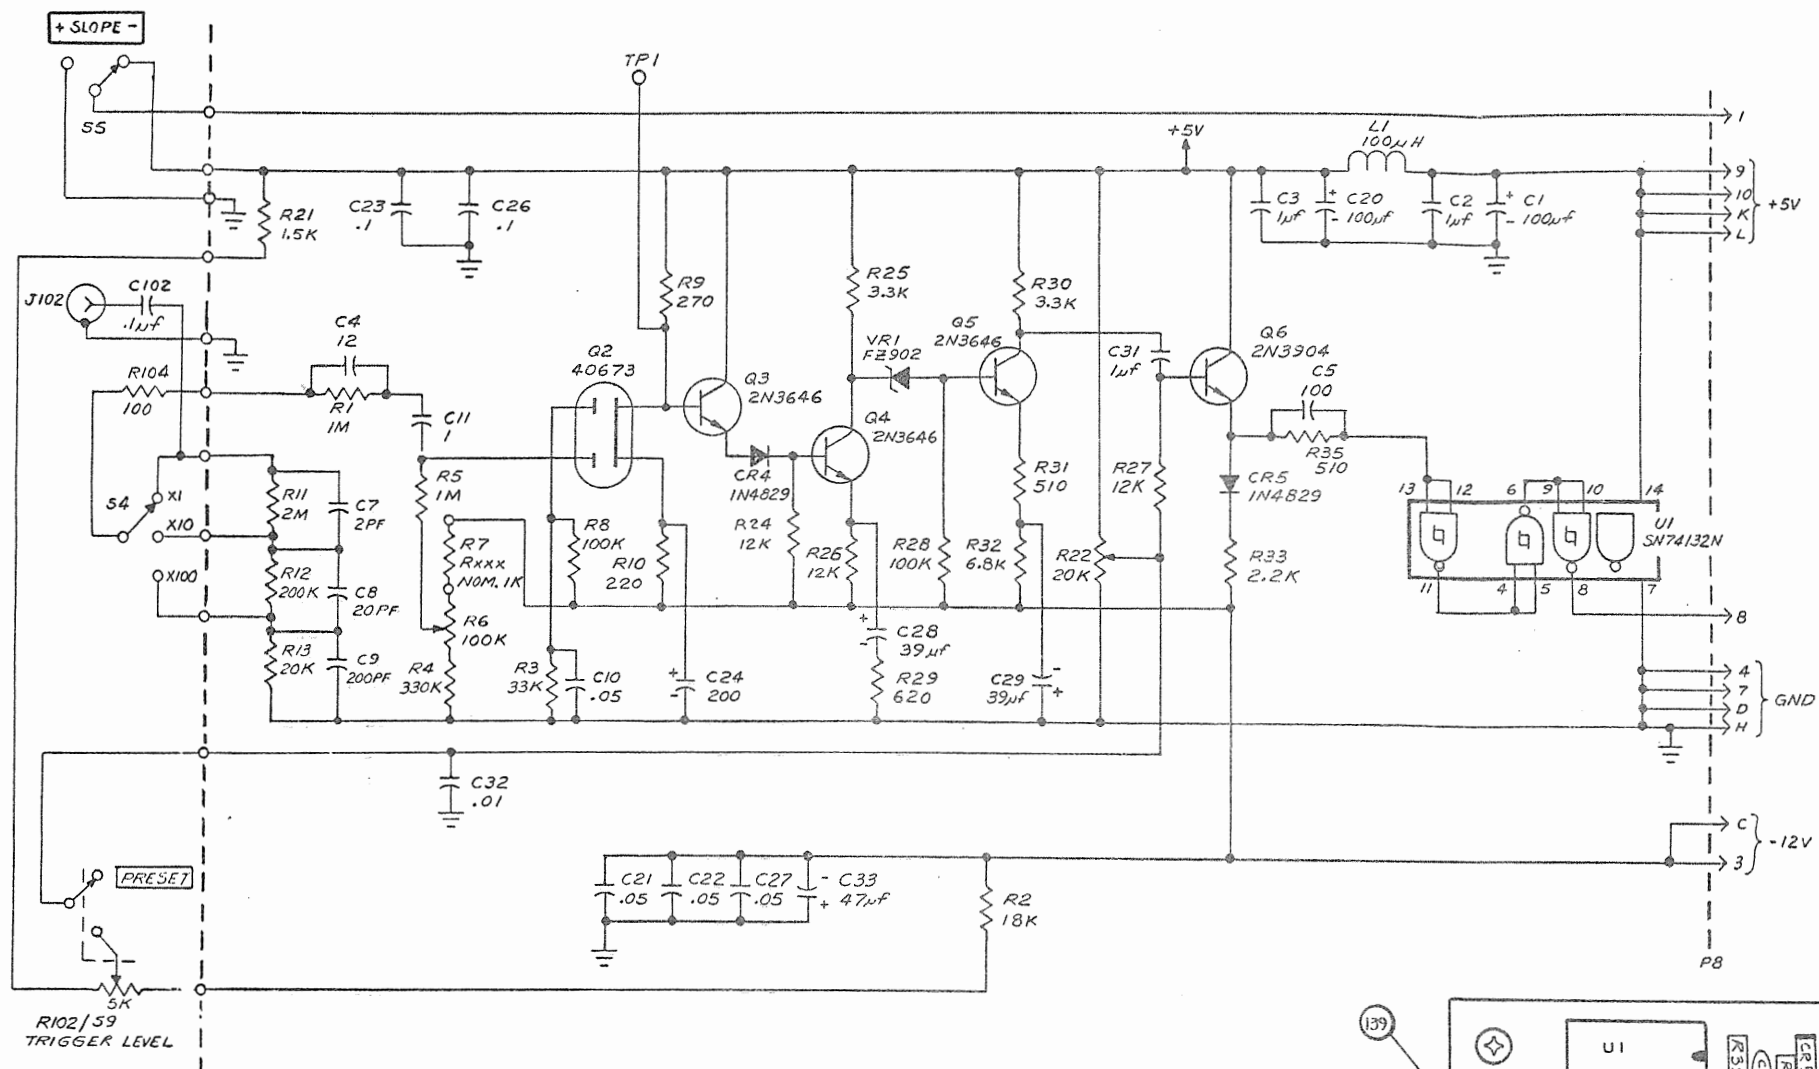 + SLOPE -
S5
TP1
+5V
L1
100µH
1
9
10
K
L
+5V
R21
1.5K
C23
.1
C26
.1
C3
1µf
+
-
C20
100µf
C2
1µf
+
-
C1
100µf
J102
C102
.1µf
C4
12
R9
270
R25
3.3K
R30
3.3K
R104
100
R1
1M
C11
1
Q2
40673
Q3
2N3646
VR1
FZ902
Q5
2N3646
C31
1µf
Q6
2N3904
C5
100
R35
510
Q4
2N3646
CR4
1N4829
CR5
1N4829
S4
X1
X10
X100
R11
2M
C7
2PF
R5
1M
R7
Rxxx
NOM. 1K
R8
100K
R10
220
R24
12K
R26
12K
R28
100K
R31
510
R32
6.8K
R27
12K
R22
20K
R33
2.2K
13
12
6
9
10
14
U1
SN74132N
11
4
5
8
7
R12
200K
C8
20PF
R6
100K
R13
20K
C9
200PF
R4
330K
R3
33K
C10
.05
+
-
C24
200
+
-
C28
39µf
R29
620
C29
39µf
-
+
8
4
7
D
H
GND
C32
.01
C
3
-12V
PRESET
C21
.05
C22
.05
C27
.05
-
+
C33
47µf
R2
18K
5K
R102/S9
TRIGGER LEVEL
P8
139
U1